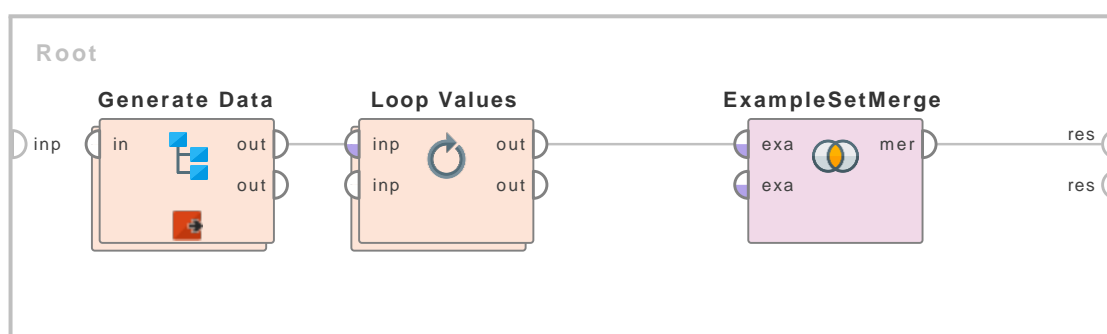 Root
Generate Data
Loop Values
ExampleSetMerge
inp
in
out
out
inp
out
inp
out
exa
mer
exa
res
res